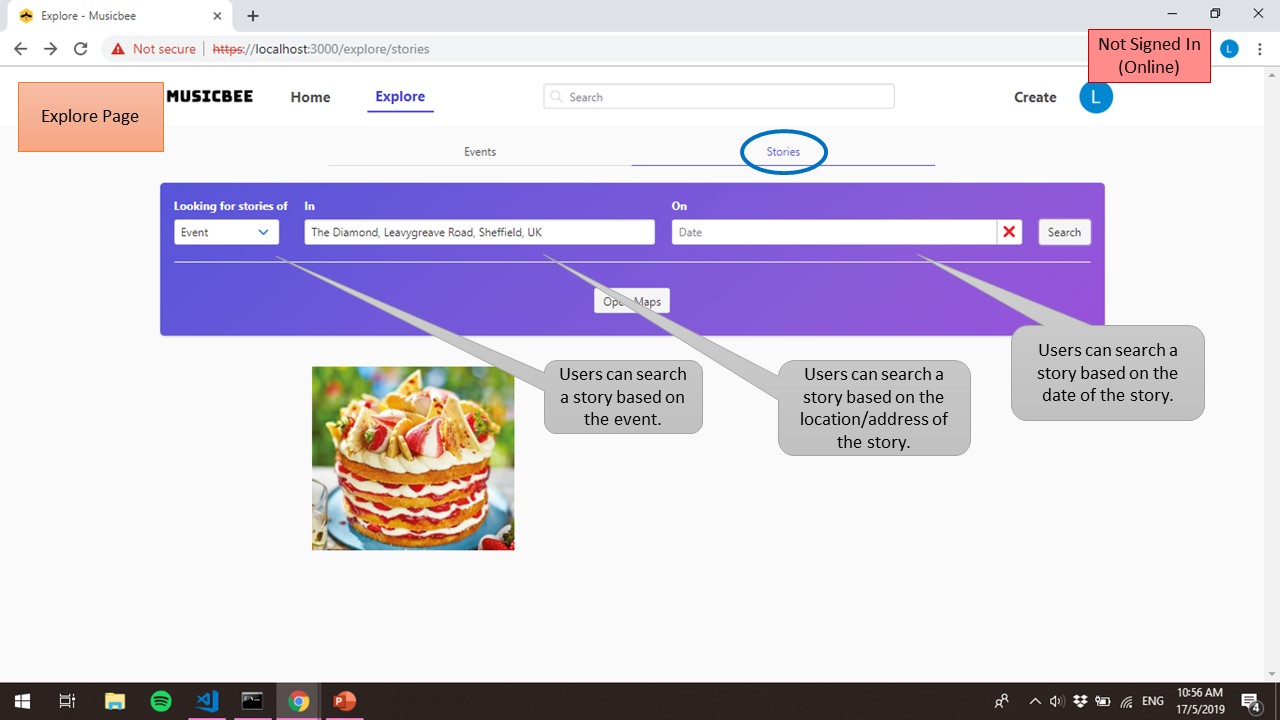 Explore - Musicbee
Not secure
https://localhost:3000/explore/stories
L
Not Signed In
(Online)
Explore Page
MUSICBEE
Home
Explore
Search
Create
L
Events
Stories
Looking for stories of
In
On
Event
The Diamond, Leavygreave Road, Sheffield, UK
Date
Search
Open Maps
Users can search
a story based on
the event.
Users can search a
story based on the
location/address of
the story.
Users can search a
story based on the
date of the story.
ENG
10:56 AM
17/5/2019
4